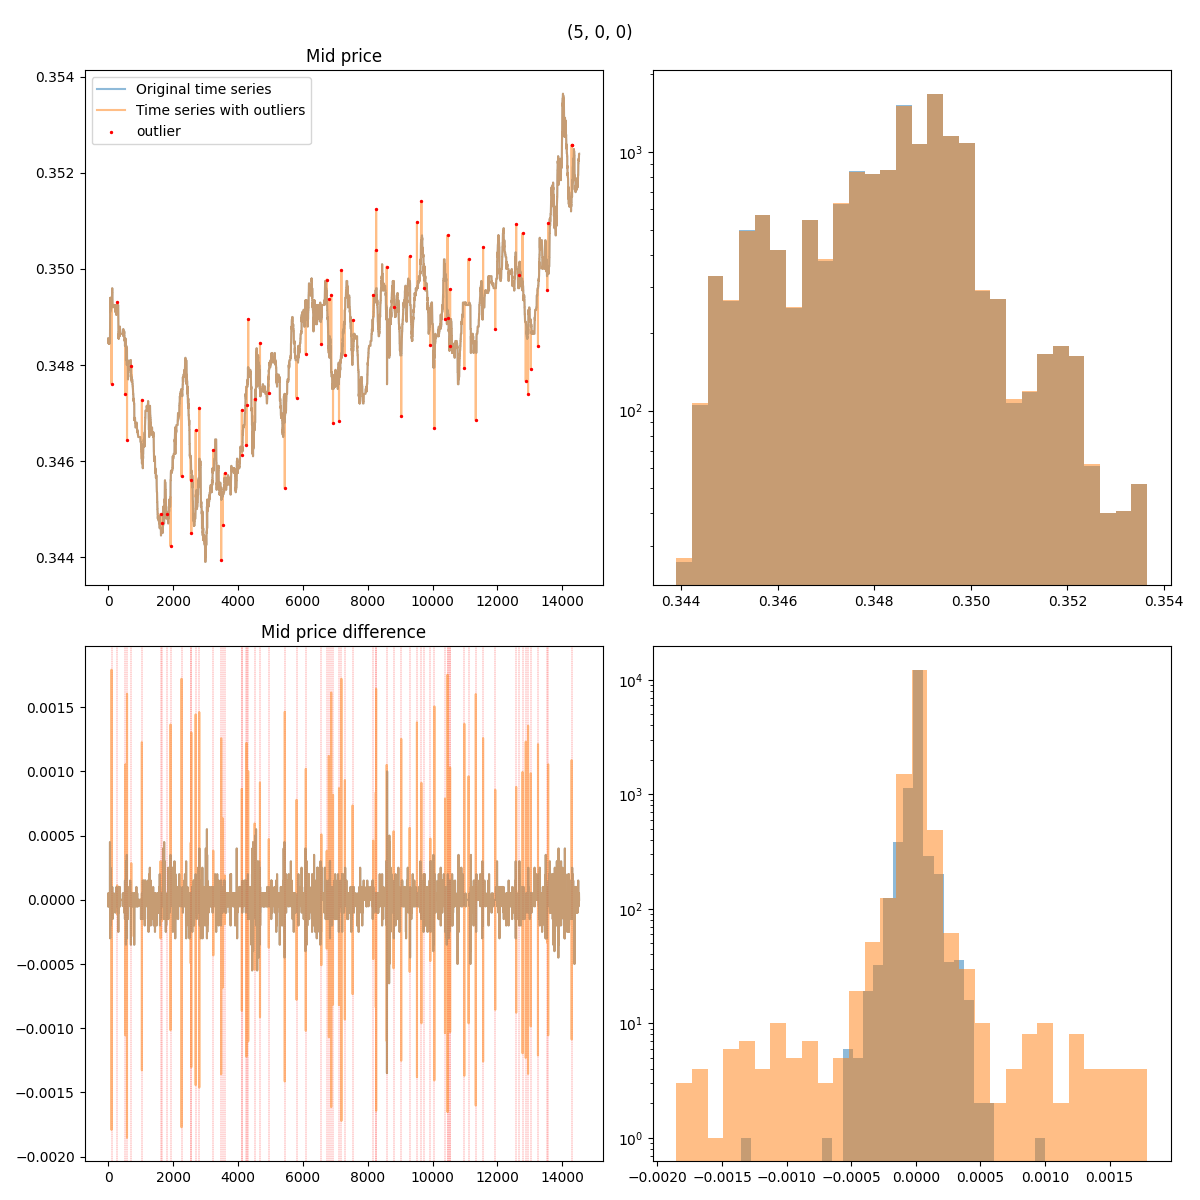 (5, 0, 0)
Mid price
Original time series
Time series with outliers
outlier
0.354
0.352
0.350
0.348
0.346
0.344
0 2000 4000 6000 8000 10000 12000 14000
10³
10²
0.344 0.346 0.348 0.350 0.352 0.354
Mid price difference
0.0015
0.0010
0.0005
0.0000
−0.0005
−0.0010
−0.0015
−0.0020
0 2000 4000 6000 8000 10000 12000 14000
10⁴
10³
10²
10¹
10⁰
−0.0020 −0.0015 −0.0010 −0.0005 0.0000 0.0005 0.0010 0.0015